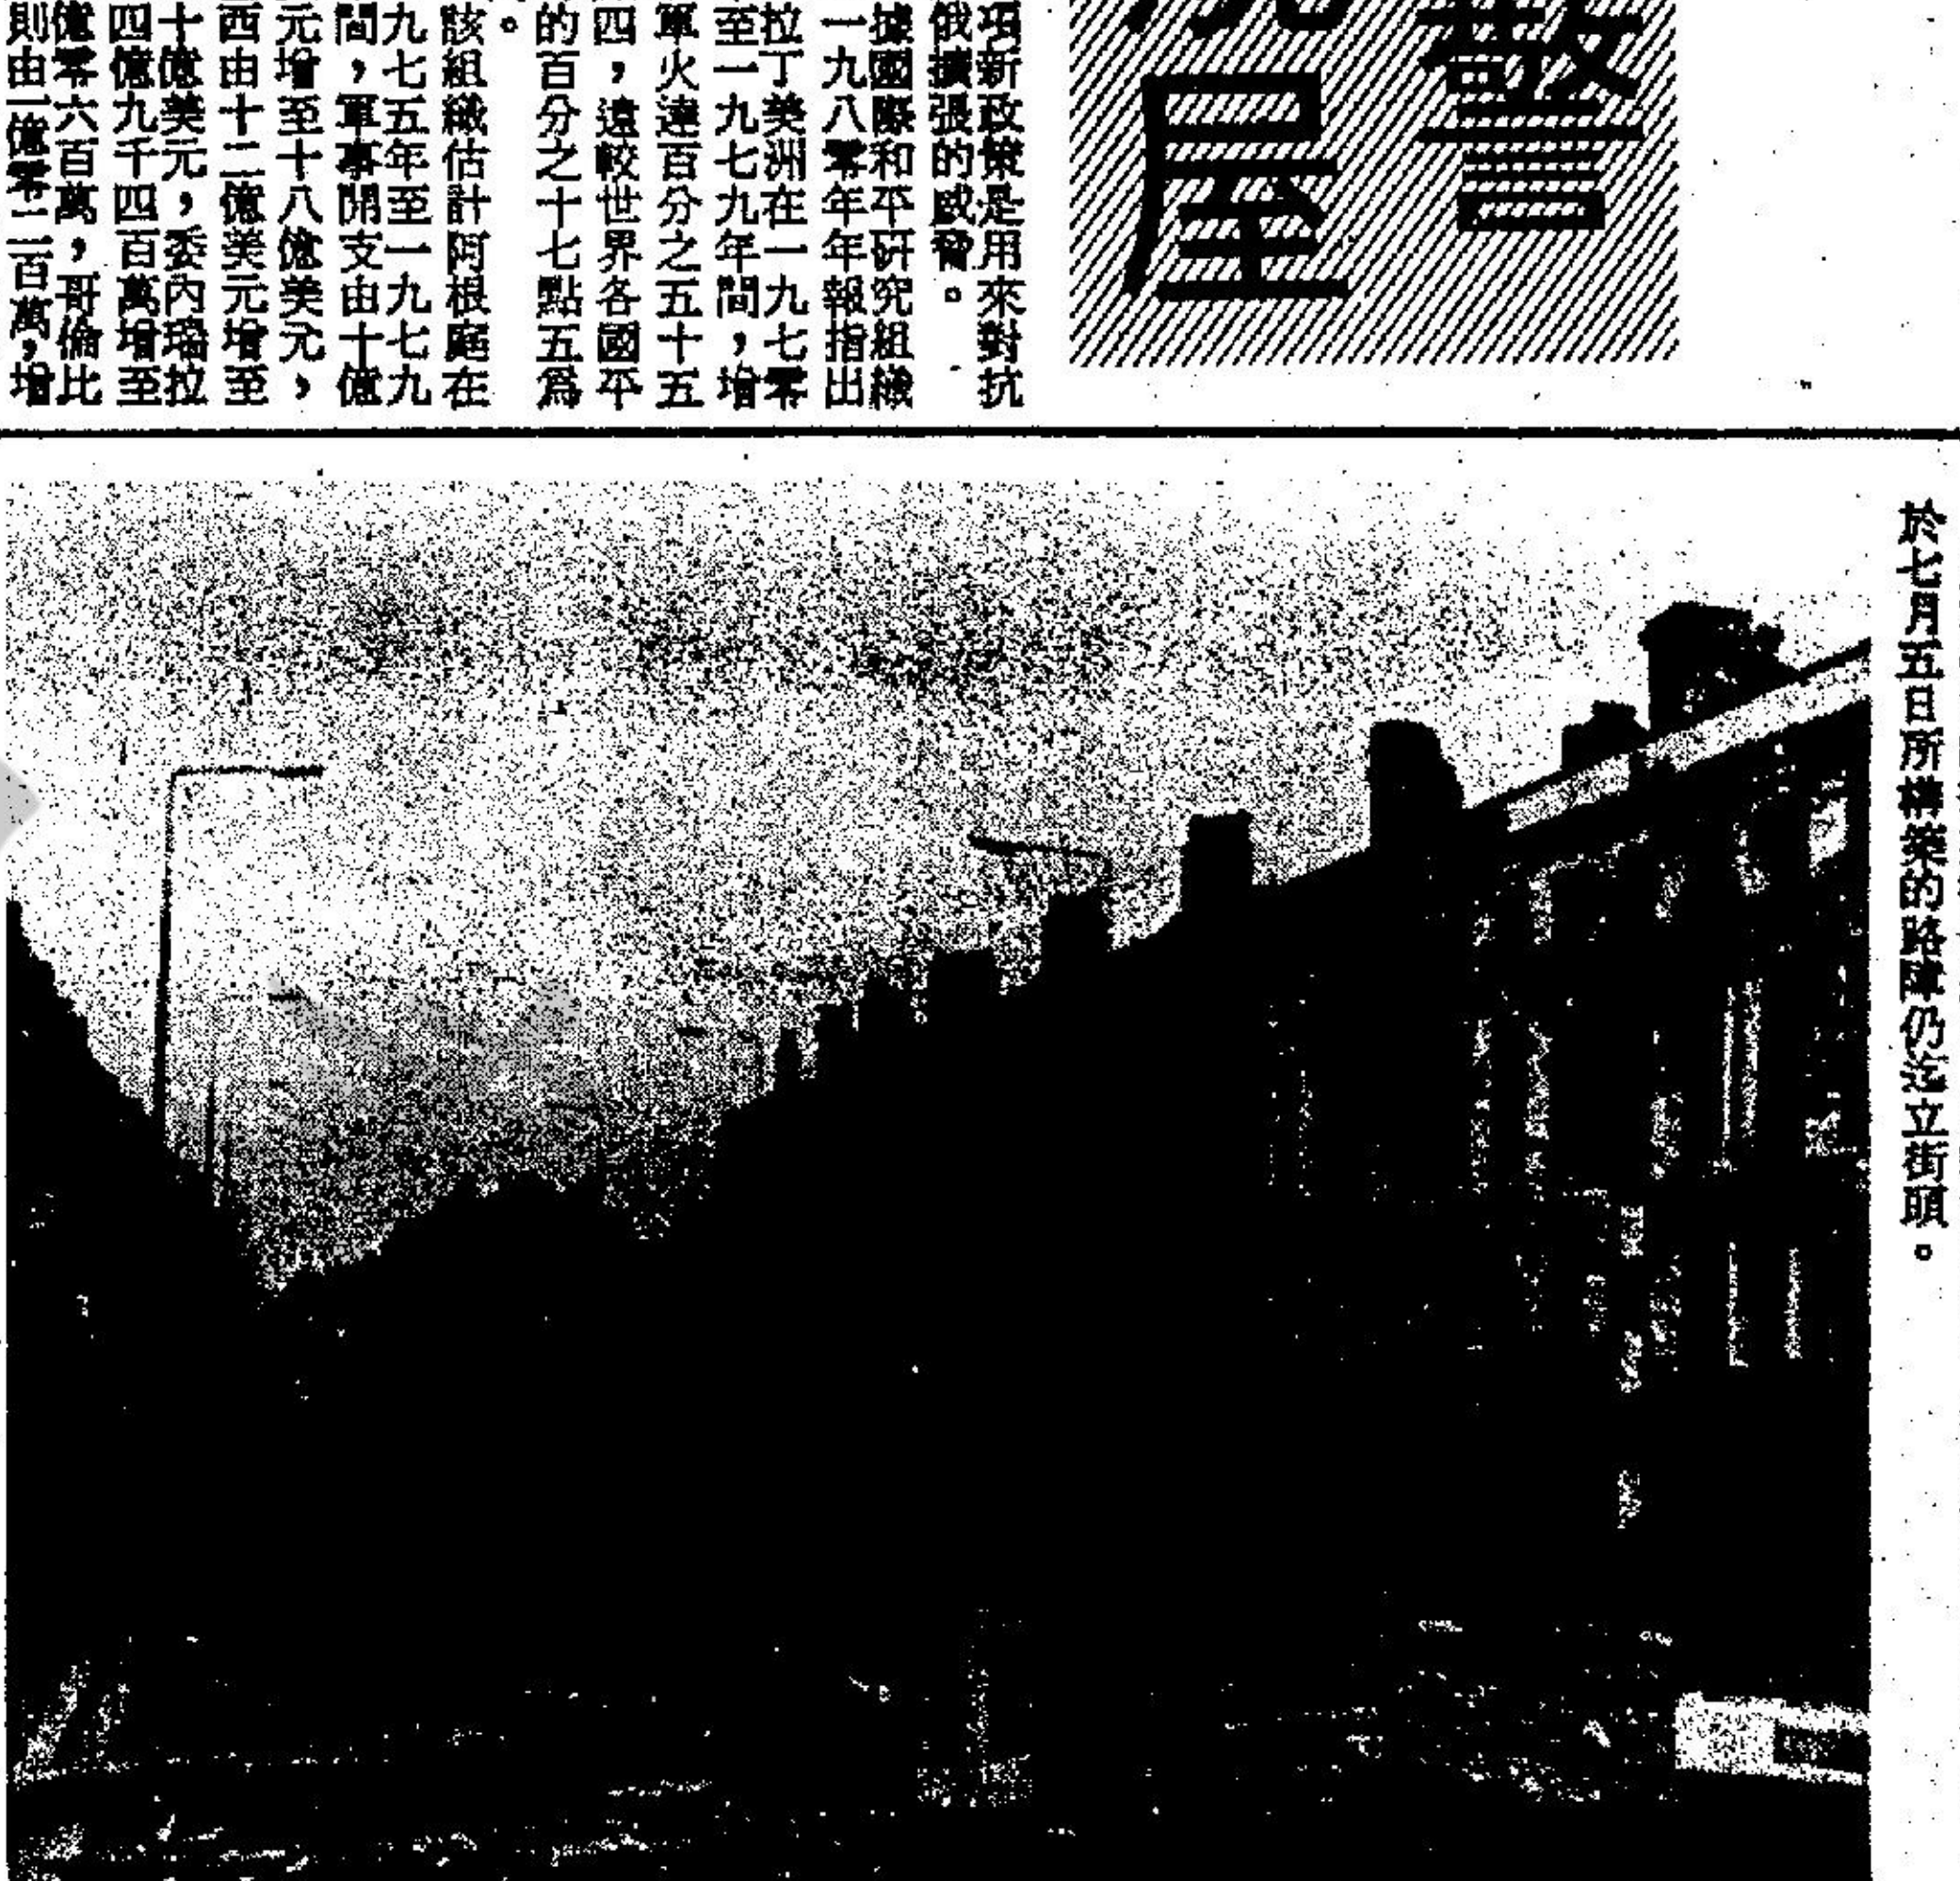 警
屋
項新政策是用來對抗
俄擴張的威脅。
據國際和平研究組織
一九八零年年報指出
拉丁美洲在一九七零
至一九七九年間，增
軍火達百分之五十五
四，遠較世界各國平
的百分之十七點五為
。
該組織估計阿根庭在
九七五年至一九七九
間，軍事開支由十億
元增至十八億美元，
西由十二億美元增至
十億美元，委內瑞拉
四億九千四百萬增至
億零六百萬，哥倫比
則由一億零二百萬，增
於七月五日所構築的路障仍迄立街頭。